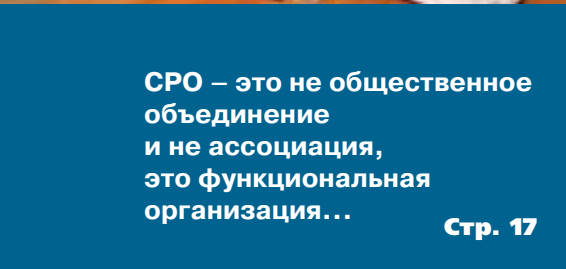 СРО – это не общественное
объединение
и не ассоциация,
это функциональная
организация...
Стр. 17